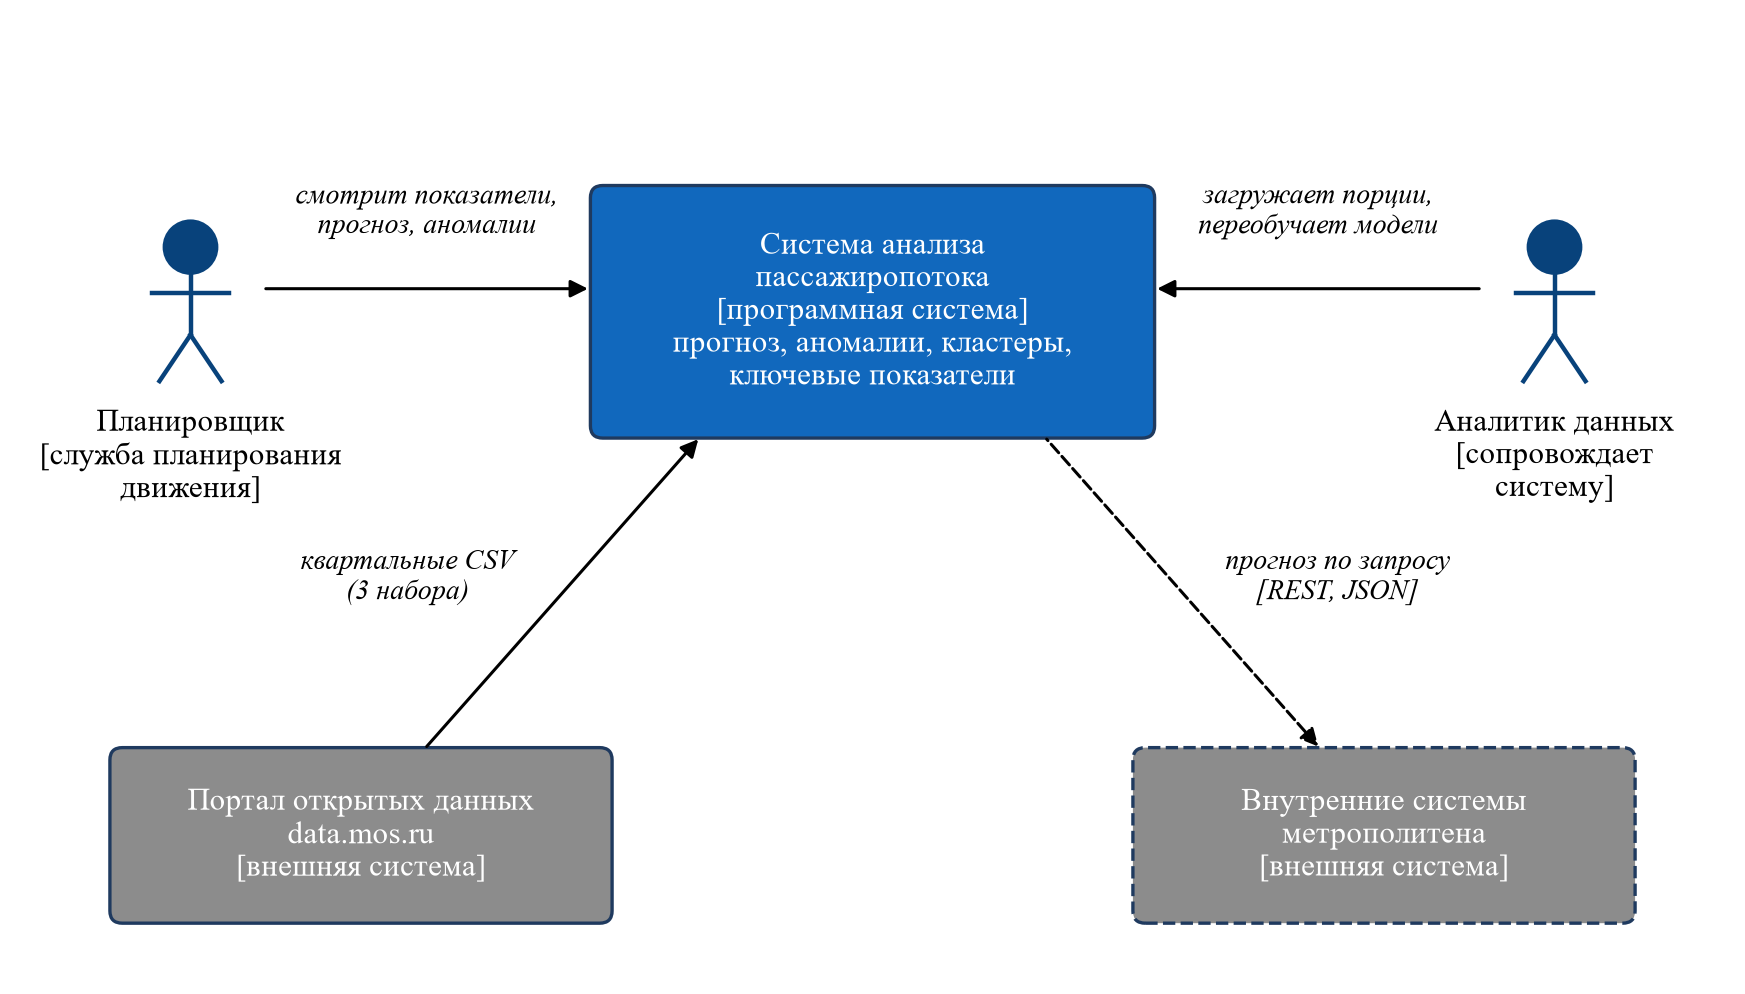 смотрит показатели,
прогноз, аномалии
Система анализа
пассажиропотока
[программная система]
прогноз, аномалии, кластеры,
ключевые показатели
загружает порции,
переобучает модели
Планировщик
[служба планирования
движения]
Аналитик данных
[сопровождает
систему]
квартальные CSV
(3 набора)
прогноз по запросу
[REST, JSON]
Портал открытых данных
data.mos.ru
[внешняя система]
Внутренние системы
метрополитена
[внешняя система]